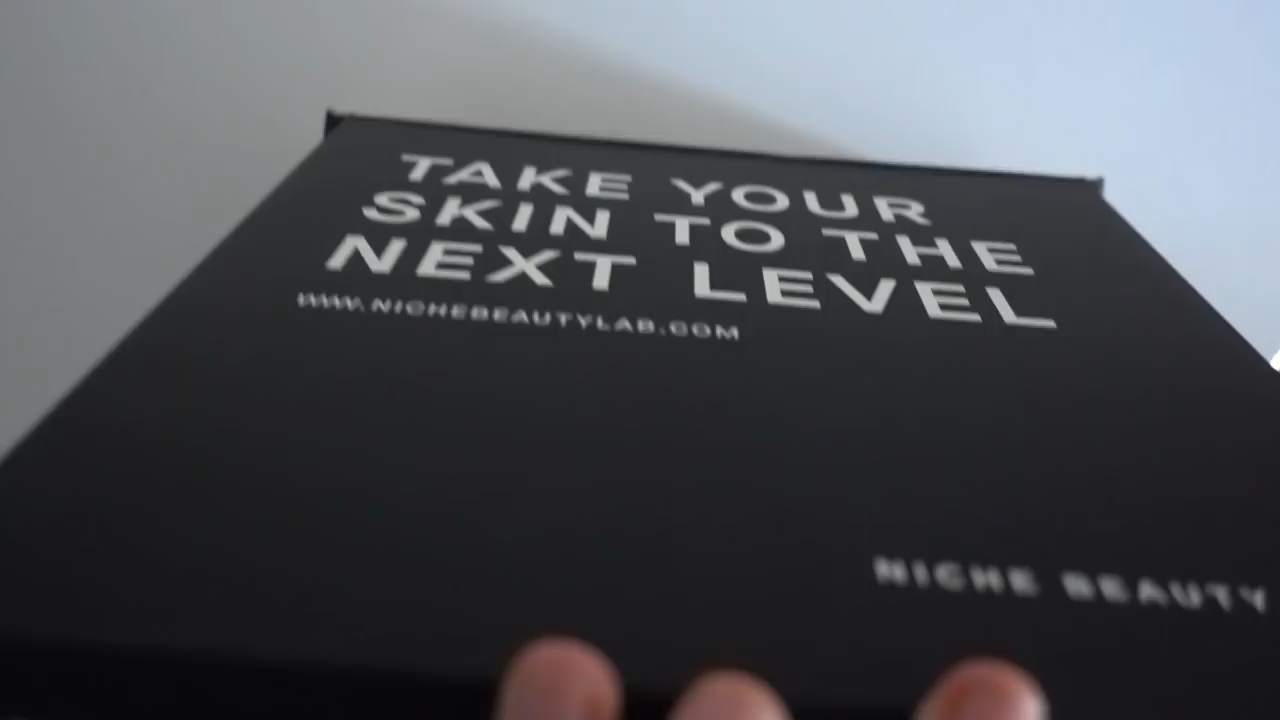 TAKE YOUR
SKIN TO THE
NEXT LEVEL
WWW.NICHEBEAUTYLAB.COM
NICHE BEAUTY